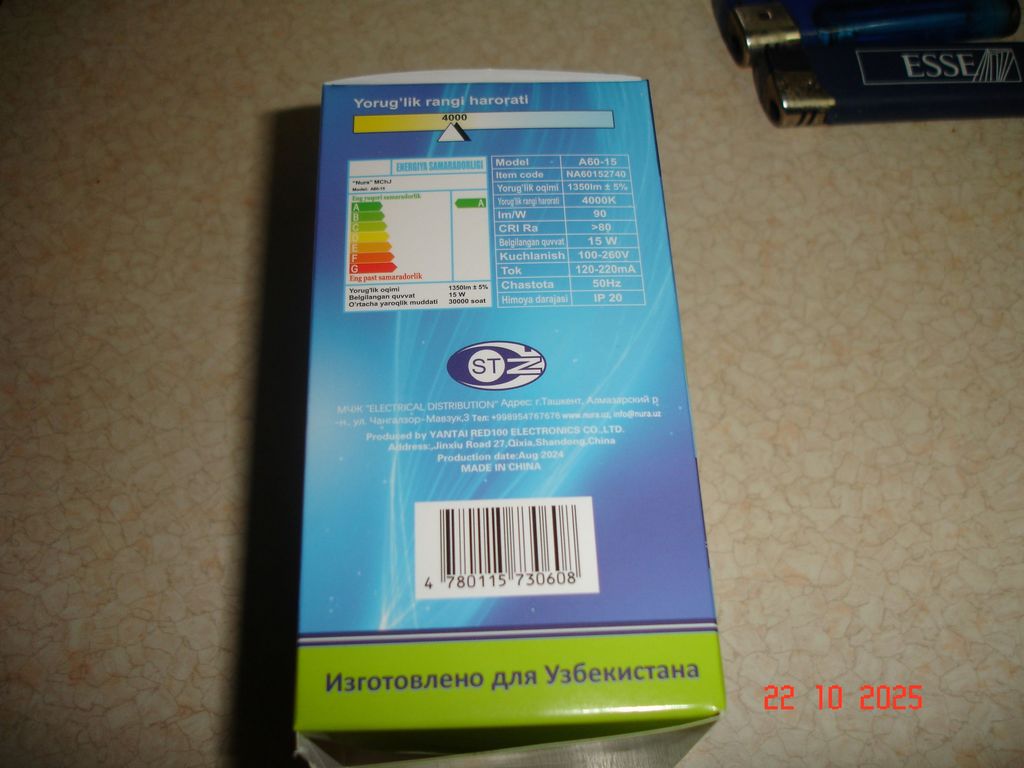 ESSE
Yorug'lik rangi harorati
4000
ENERGIYA SAMARADORLIGI
"Nura" MChJ
Model: A60-15
Eng yuqori samaradorlik
A A
B
C
D
E
F
G
Eng past samaradorlik
Yorug'lik oqimi 1350lm ± 5%
Belgilangan quvvat 15 W
O'rtacha yaroqlik muddati 30000 soat
Model - A60-15
Item code NA60152740
Yorug'lik oqimi 1350lm ± 5%
Yorug'lik rangi harorati 4000K
lm/W 90
CRI Ra >80
Belgilangan quvvat 15 W
Kuchlanish 100-260V
Tok 120-220mA
Chastota 50Hz
Himoya darajasi IP 20
ST
МЧЖ "ELECTRICAL DISTRIBUTION" Адрес: г.Ташкент, Алмазарский р
-н., ул. Чангалзор-Мавзук,3 Тел: +998954767676 www.nura.uz, info@nura.uz
Produced by YANTAI RED100 ELECTRONICS CO.,LTD.
Address:,Jinxiu Road 27,Qixia,Shandong,China
Production date:Aug 2024
MADE IN CHINA
4 780115 730608
Изготовлено для Узбекистана
22 10 2025